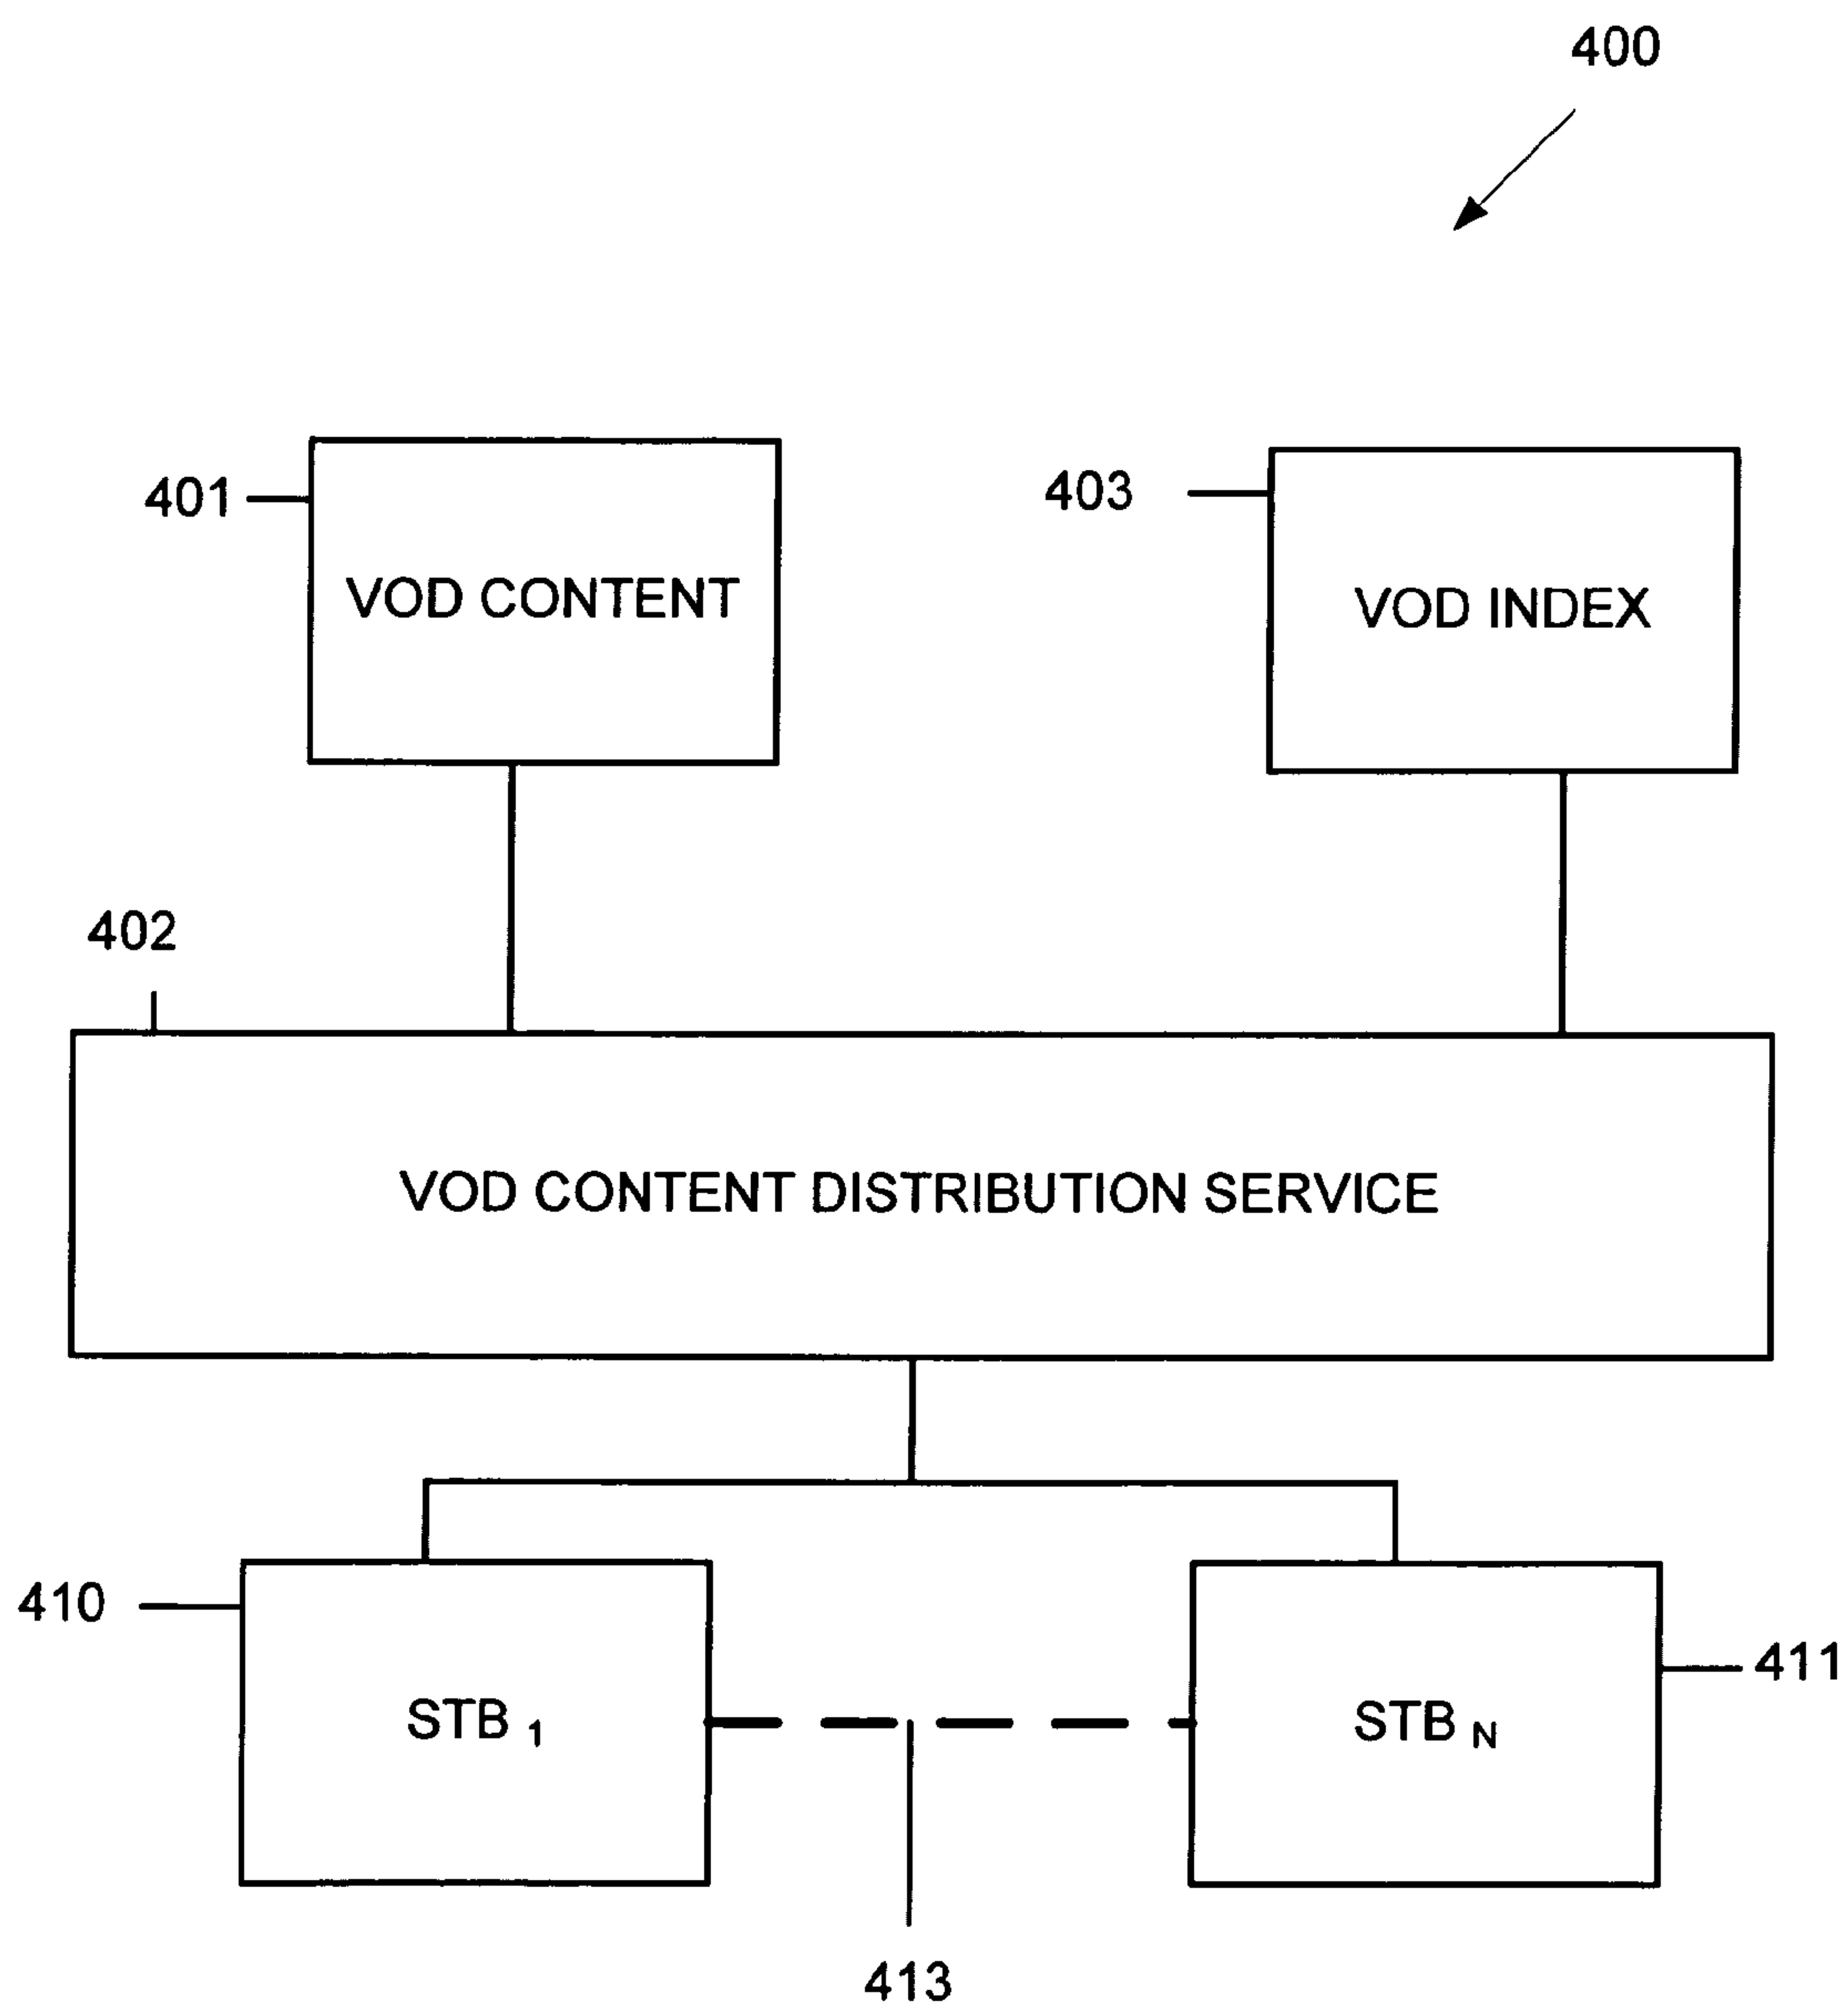 400
401
403
VOD CONTENT
VOD INDEX
402
VOD CONTENT DISTRIBUTION SERVICE
410
411
STB 1
STB N
413